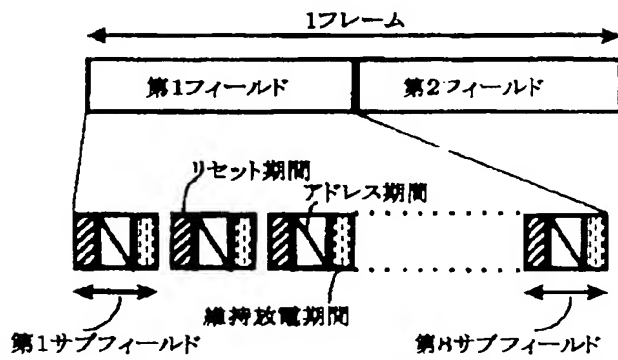 1フレーム
第1フィールド
第2フィールド
リセット期間
アドレス期間
維持放電期間
第1サブフィールド
第8サブフィールド